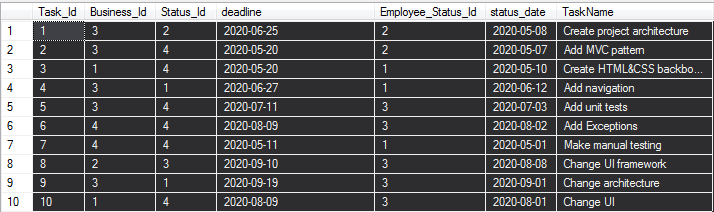 Task_Id Business_Id Status_Id deadline Employee_Status_Id status_date TaskName
1 1 3 2 2020-06-25 2 2020-05-08 Create project architecture
2 2 3 4 2020-05-20 2 2020-05-07 Add MVC pattern
3 3 1 4 2020-05-20 1 2020-05-10 Create HTML&CSS backbo...
4 4 3 1 2020-06-27 1 2020-06-12 Add navigation
5 5 3 4 2020-07-11 3 2020-07-03 Add unit tests
6 6 4 4 2020-08-09 3 2020-08-02 Add Exceptions
7 7 4 4 2020-05-11 1 2020-05-01 Make manual testing
8 8 2 3 2020-09-10 3 2020-08-08 Change UI framework
9 9 3 1 2020-09-19 3 2020-09-01 Change architecture
10 10 1 4 2020-08-09 3 2020-08-01 Change UI